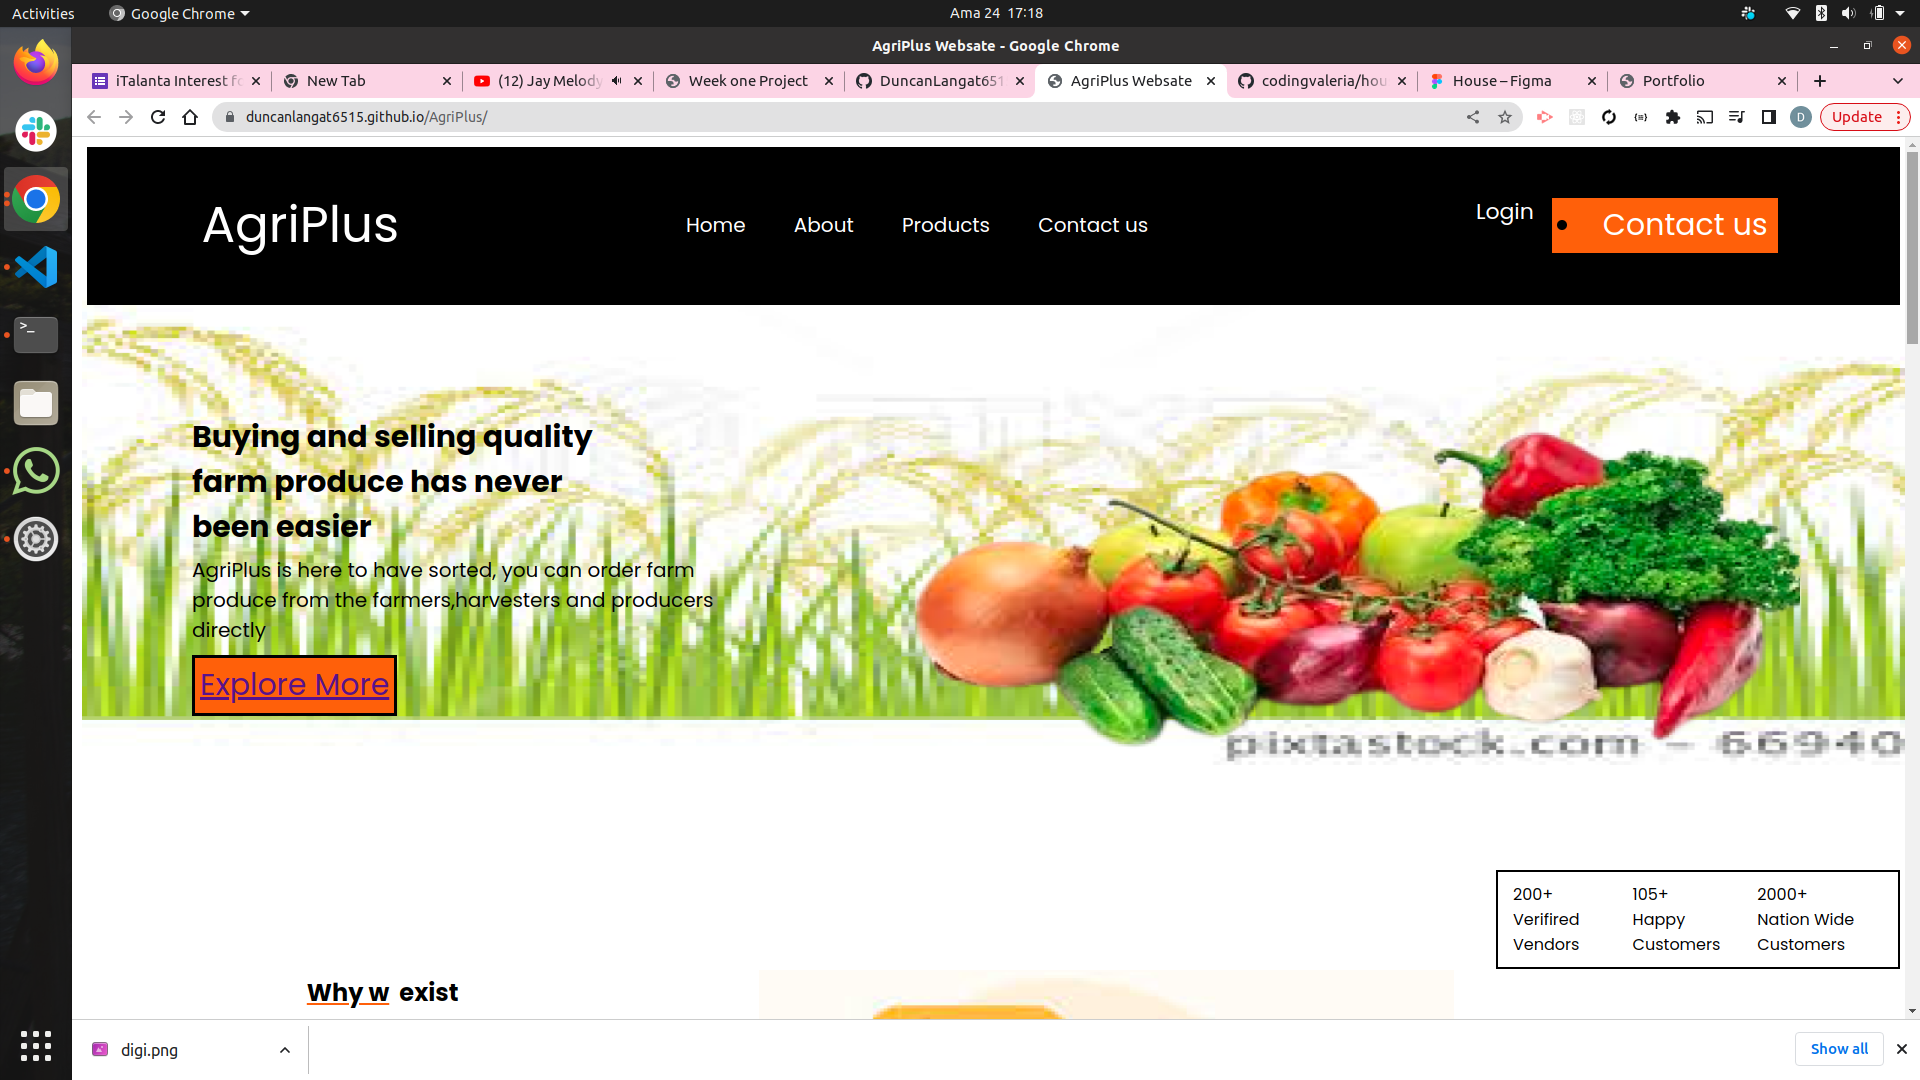 Activities
Google Chrome
Ama 24 17:18
AgriPlus Websate - Google Chrome
iTalanta Interest fo
New Tab
(12) Jay Melody
Week one Project
DuncanLangat651
AgriPlus Websate
codingvaleria/hou
House – Figma
Portfolio
duncanlangat6515.github.io/AgriPlus/
D
Update
AgriPlus
Home
About
Products
Contact us
Login
Contact us
Buying and selling quality
farm produce has never
been easier
AgriPlus is here to have sorted, you can order farm
produce from the farmers,harvesters and producers
directly
Explore More
pixtastock.com - 66940
200+
Verifired
Vendors
105+
Happy
Customers
2000+
Nation Wide
Customers
Why w exist
digi.png
Show all